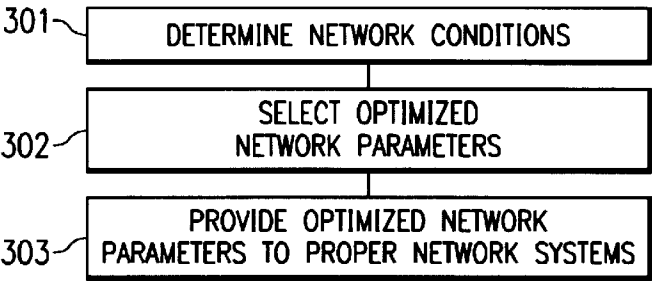 301 DETERMINE NETWORK CONDITIONS
302 SELECT OPTIMIZED
NETWORK PARAMETERS
303 PROVIDE OPTIMIZED NETWORK
PARAMETERS TO PROPER NETWORK SYSTEMS